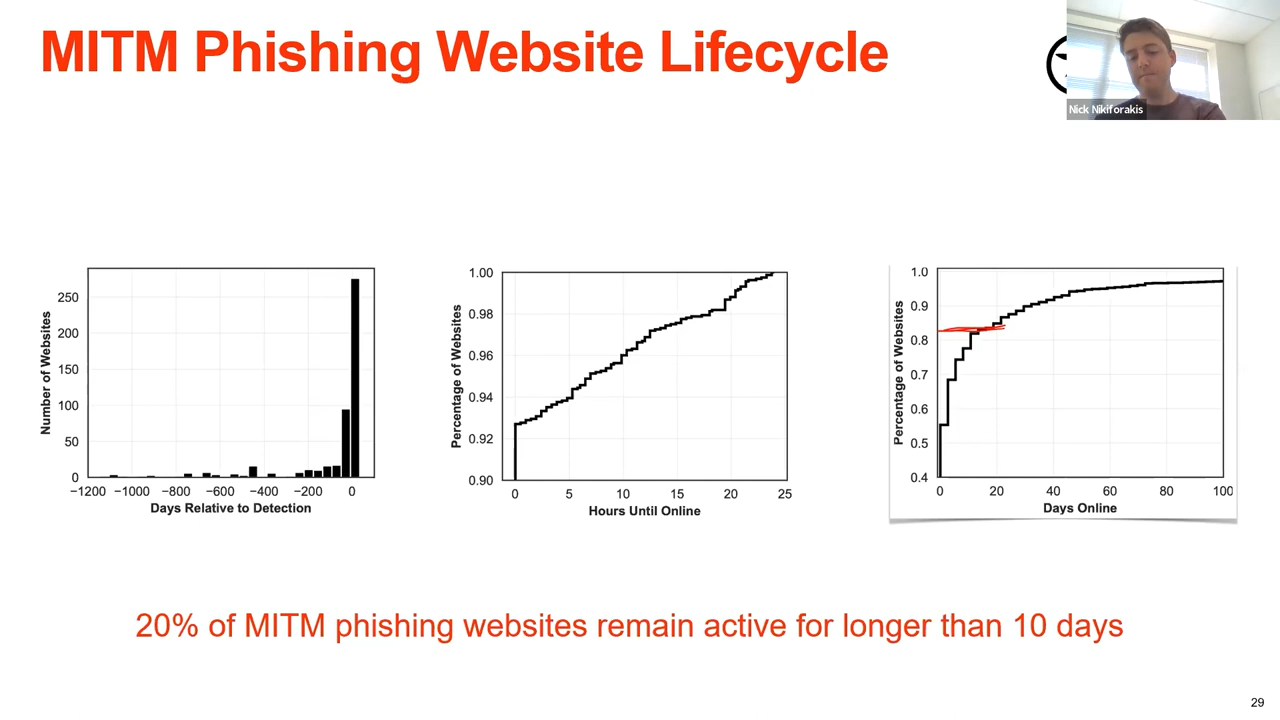 MITM Phishing Website Lifecycle
Nick Nikiforakis
Number of Websites
250
200
150
100
50
0
−1200 −1000 −800 −600 −400 −200 0
Days Relative to Detection
Percentage of Websites
1.00
0.98
0.96
0.94
0.92
0.90
0 5 10 15 20 25
Hours Until Online
Percentage of Websites
1.0
0.9
0.8
0.7
0.6
0.5
0.4
0 20 40 60 80 100
Days Online
20% of MITM phishing websites remain active for longer than 10 days
29